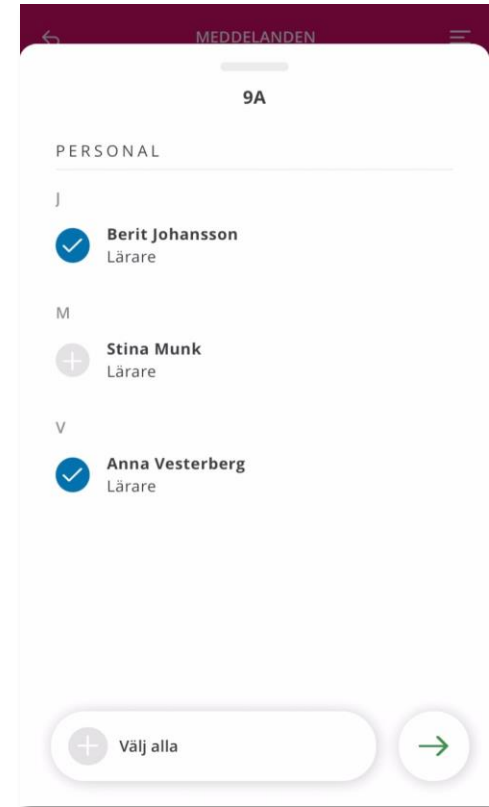 MEDDELANDEN
9A
PERSONAL
J
Berit Johansson
Lärare
M
Stina Munk
Lärare
V
Anna Vesterberg
Lärare
Välj alla